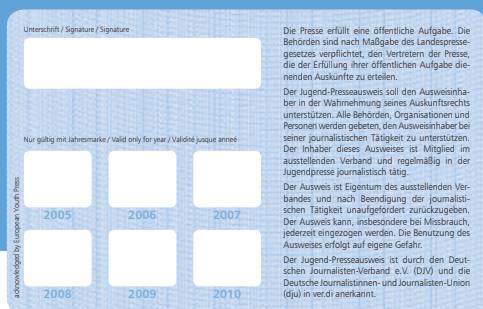 Unterschrift / Signature / Signature
Nur gültig mit Jahresmarke / Valid only for year / Validité jusque anneé
2005 2006 2007
2008 2009 2010
acknowledged by European Youth Press
Die Presse erfüllt eine öffentliche Aufgabe. Die
Behörden sind nach Maßgabe des Landespresse-
gesetzes verpflichtet, den Vertretern der Presse,
die der Erfüllung ihrer öffentlichen Aufgabe die-
nenden Auskünfte zu erteilen.
Der Jugend-Presseausweis soll den Ausweisinha-
ber in der Wahrnehmung seines Auskunftsrechts
unterstützen. Alle Behörden, Organisationen und
Personen werden gebeten, den Ausweisinhaber bei
seiner journalistischen Tätigkeit zu unterstützen.
Der Inhaber dieses Ausweises ist Mitglied im
ausstellenden Verband und regelmäßig in der
Jugendpresse journalistisch tätig.
Der Ausweis ist Eigentum des ausstellenden Ver-
bandes und nach Beendigung der journalisti-
schen Tätigkeit unaufgefordert zurückzugeben.
Der Ausweis kann, insbesondere bei Missbrauch,
jederzeit eingezogen werden. Die Benutzung des
Ausweises erfolgt auf eigene Gefahr.
Der Jugend-Presseausweis ist durch den Deut-
schen Journalisten-Verband e.V. (DJV) und die
Deutsche Journalistinnen- und Journalisten-Union
(dju) in ver.di anerkannt.